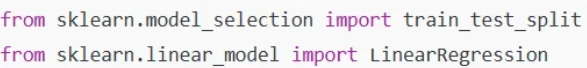 from sklearn.model_selection import train_test_split
from sklearn.linear_model import LinearRegression